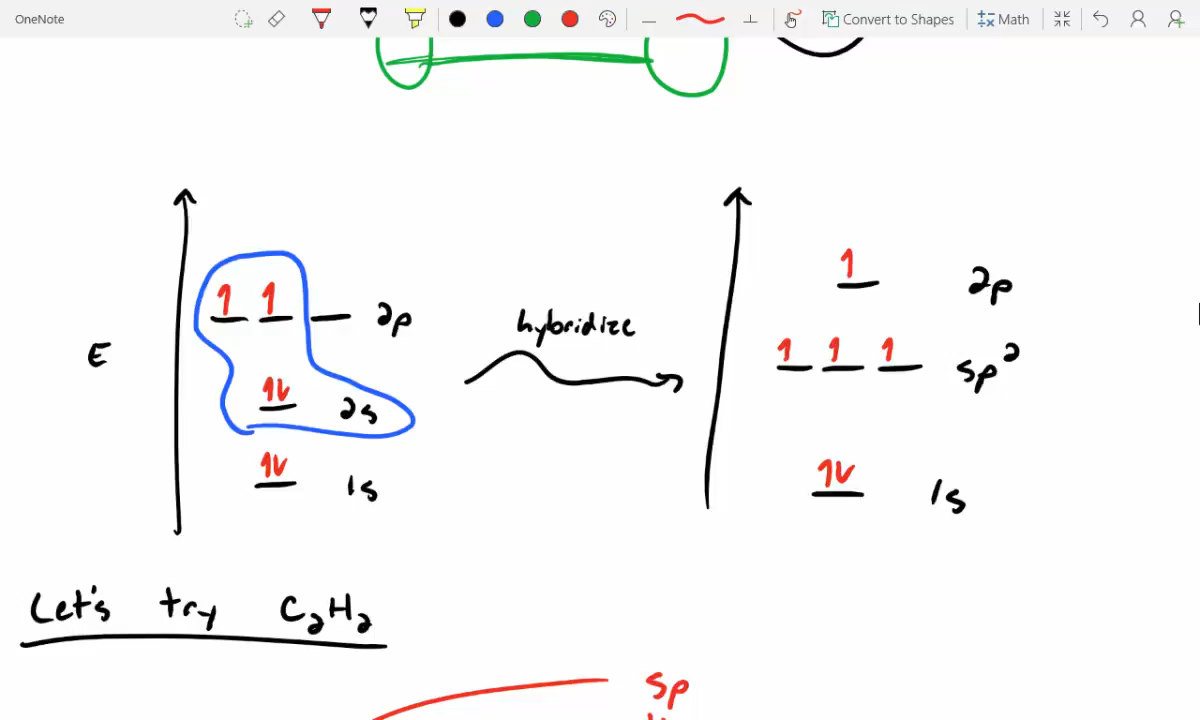 OneNote
Convert to Shapes
Math
2p
2p
hybridize
E
sp²
2s
1s
1s
Let's try C₂H₂
sp